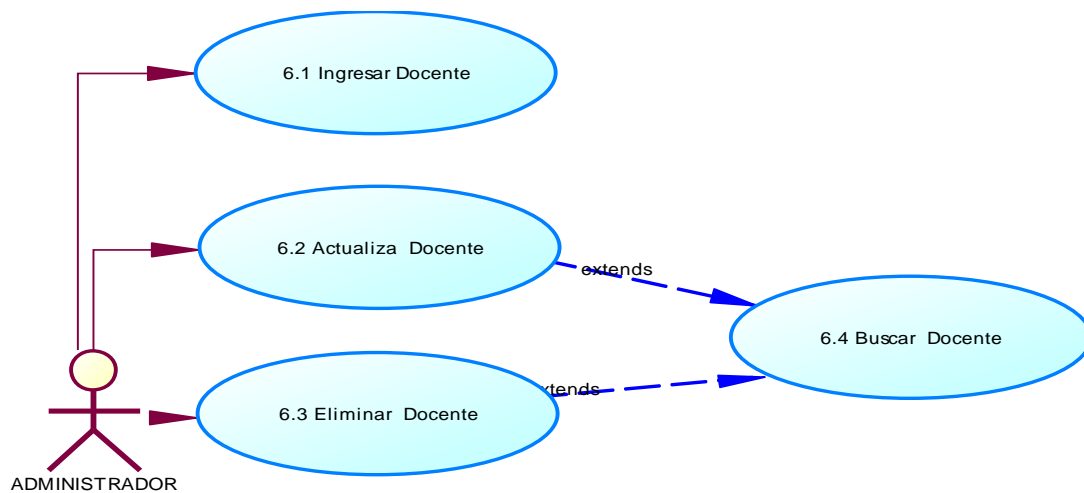 6.1 Ingresar Docente
6.2 Actualiza Docente
extends
6.4 Buscar Docente
extends
6.3 Eliminar Docente
ADMINISTRADOR